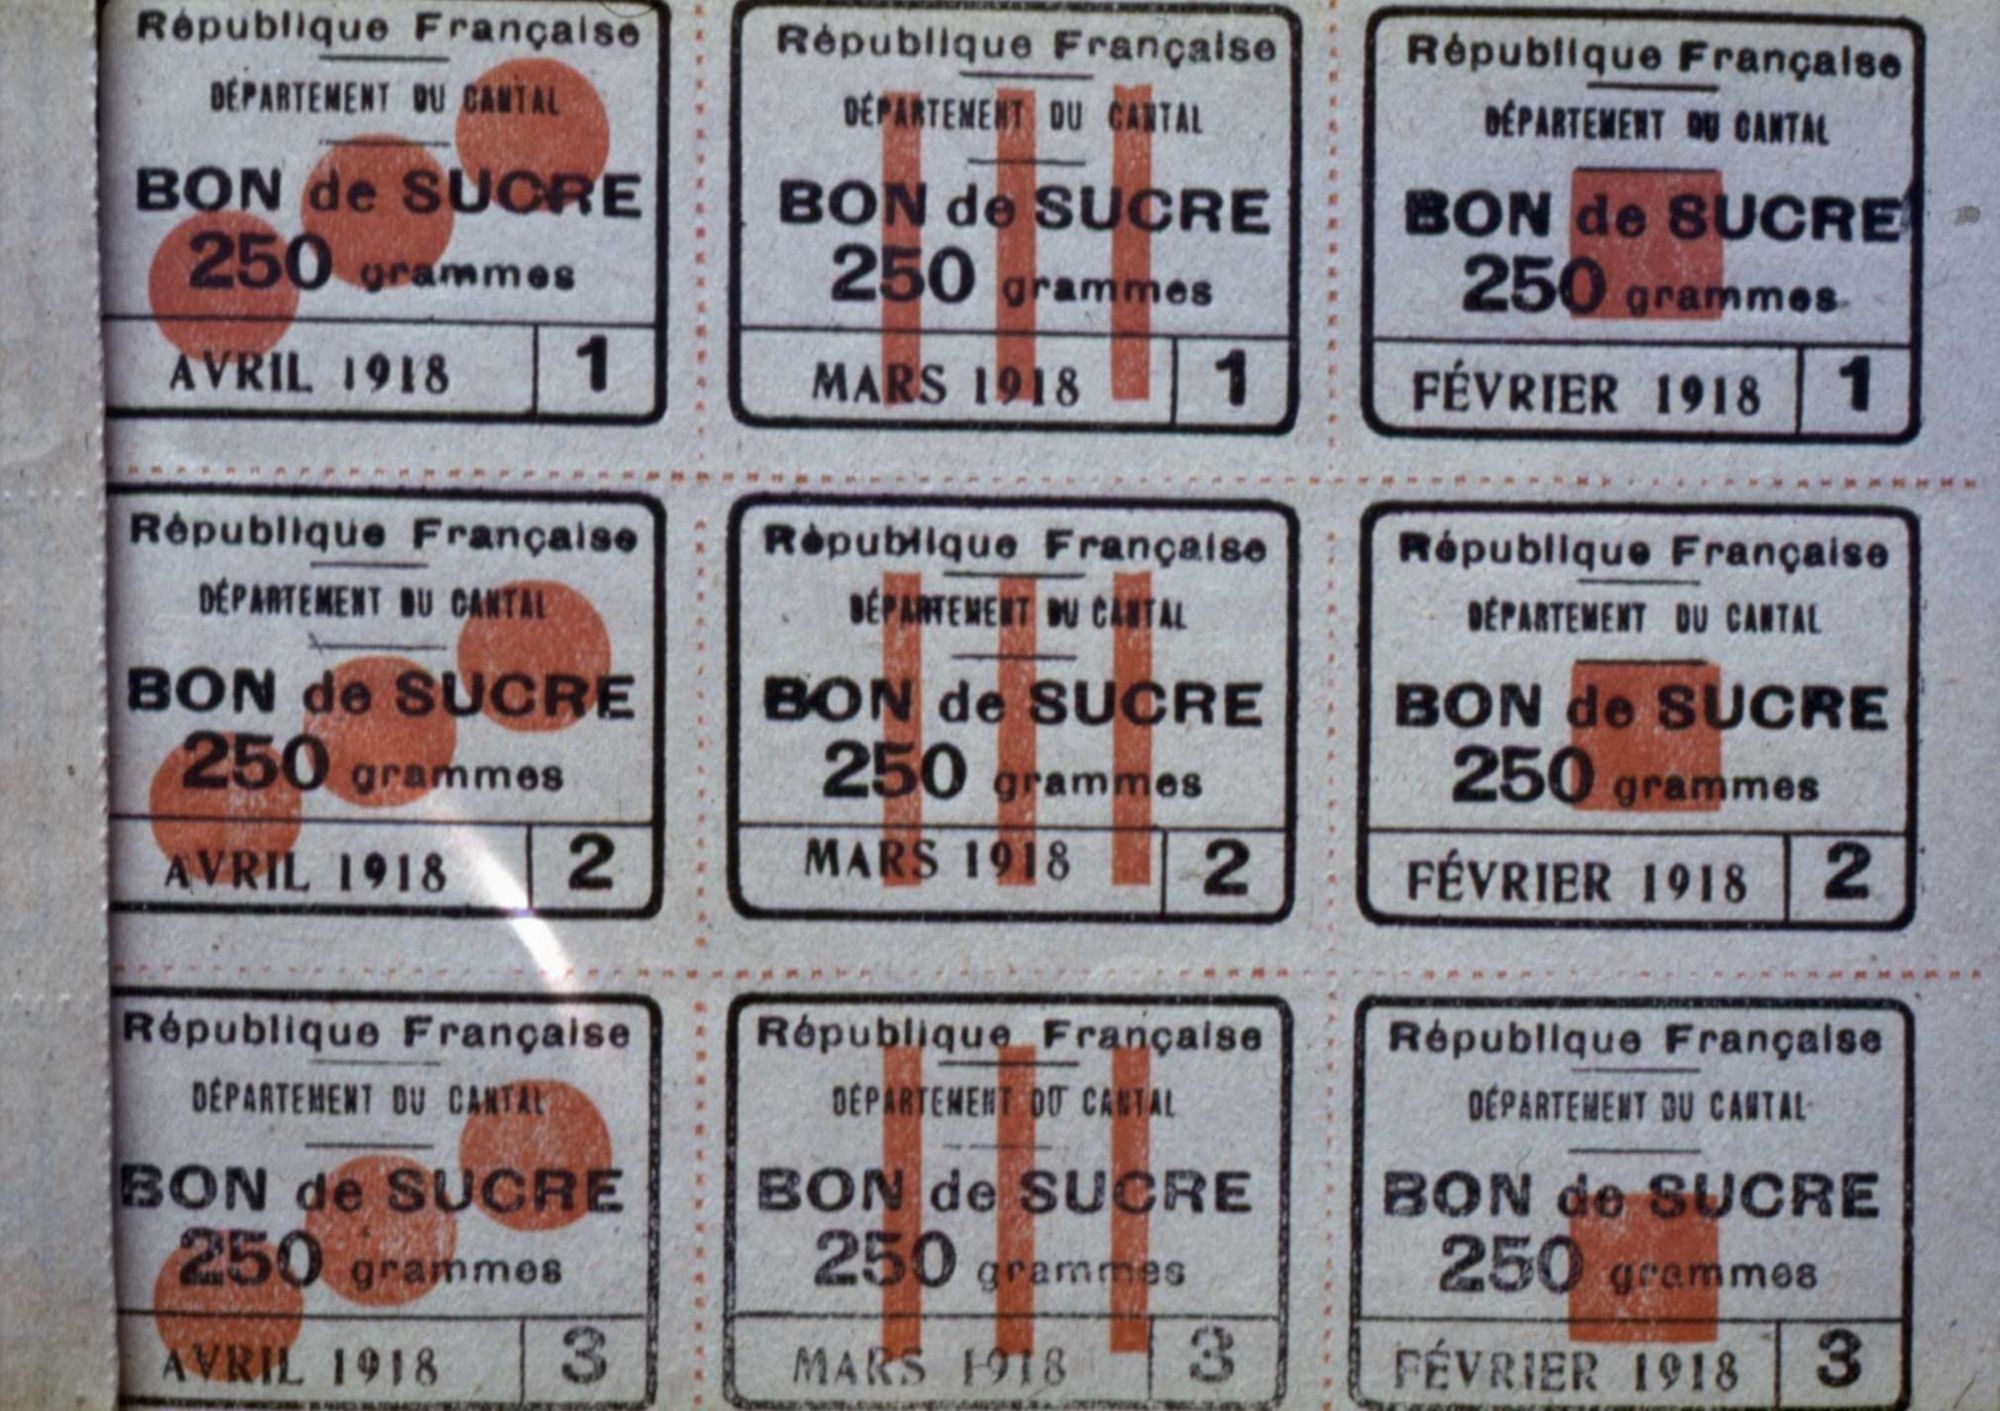 République Française
DÉPARTEMENT DU CANTAL
BON de SUCRE
250 grammes
AVRIL 1918 1
République Française
DÉPARTEMENT DU CANTAL
BON de SUCRE
250 grammes
MARS 1918 1
République Française
DÉPARTEMENT DU CANTAL
BON de SUCRE
250 grammes
FÉVRIER 1918 1
République Française
DÉPARTEMENT DU CANTAL
BON de SUCRE
250 grammes
AVRIL 1918 2
République Française
DÉPARTEMENT DU CANTAL
BON de SUCRE
250 grammes
MARS 1918 2
République Française
DÉPARTEMENT DU CANTAL
BON de SUCRE
250 grammes
FÉVRIER 1918 2
République Française
DÉPARTEMENT DU CANTAL
BON de SUCRE
250 grammes
AVRIL 1918 3
République Française
DÉPARTEMENT DU CANTAL
BON de SUCRE
250 grammes
MARS 1918 3
République Française
DÉPARTEMENT DU CANTAL
BON de SUCRE
250 grammes
FÉVRIER 1918 3